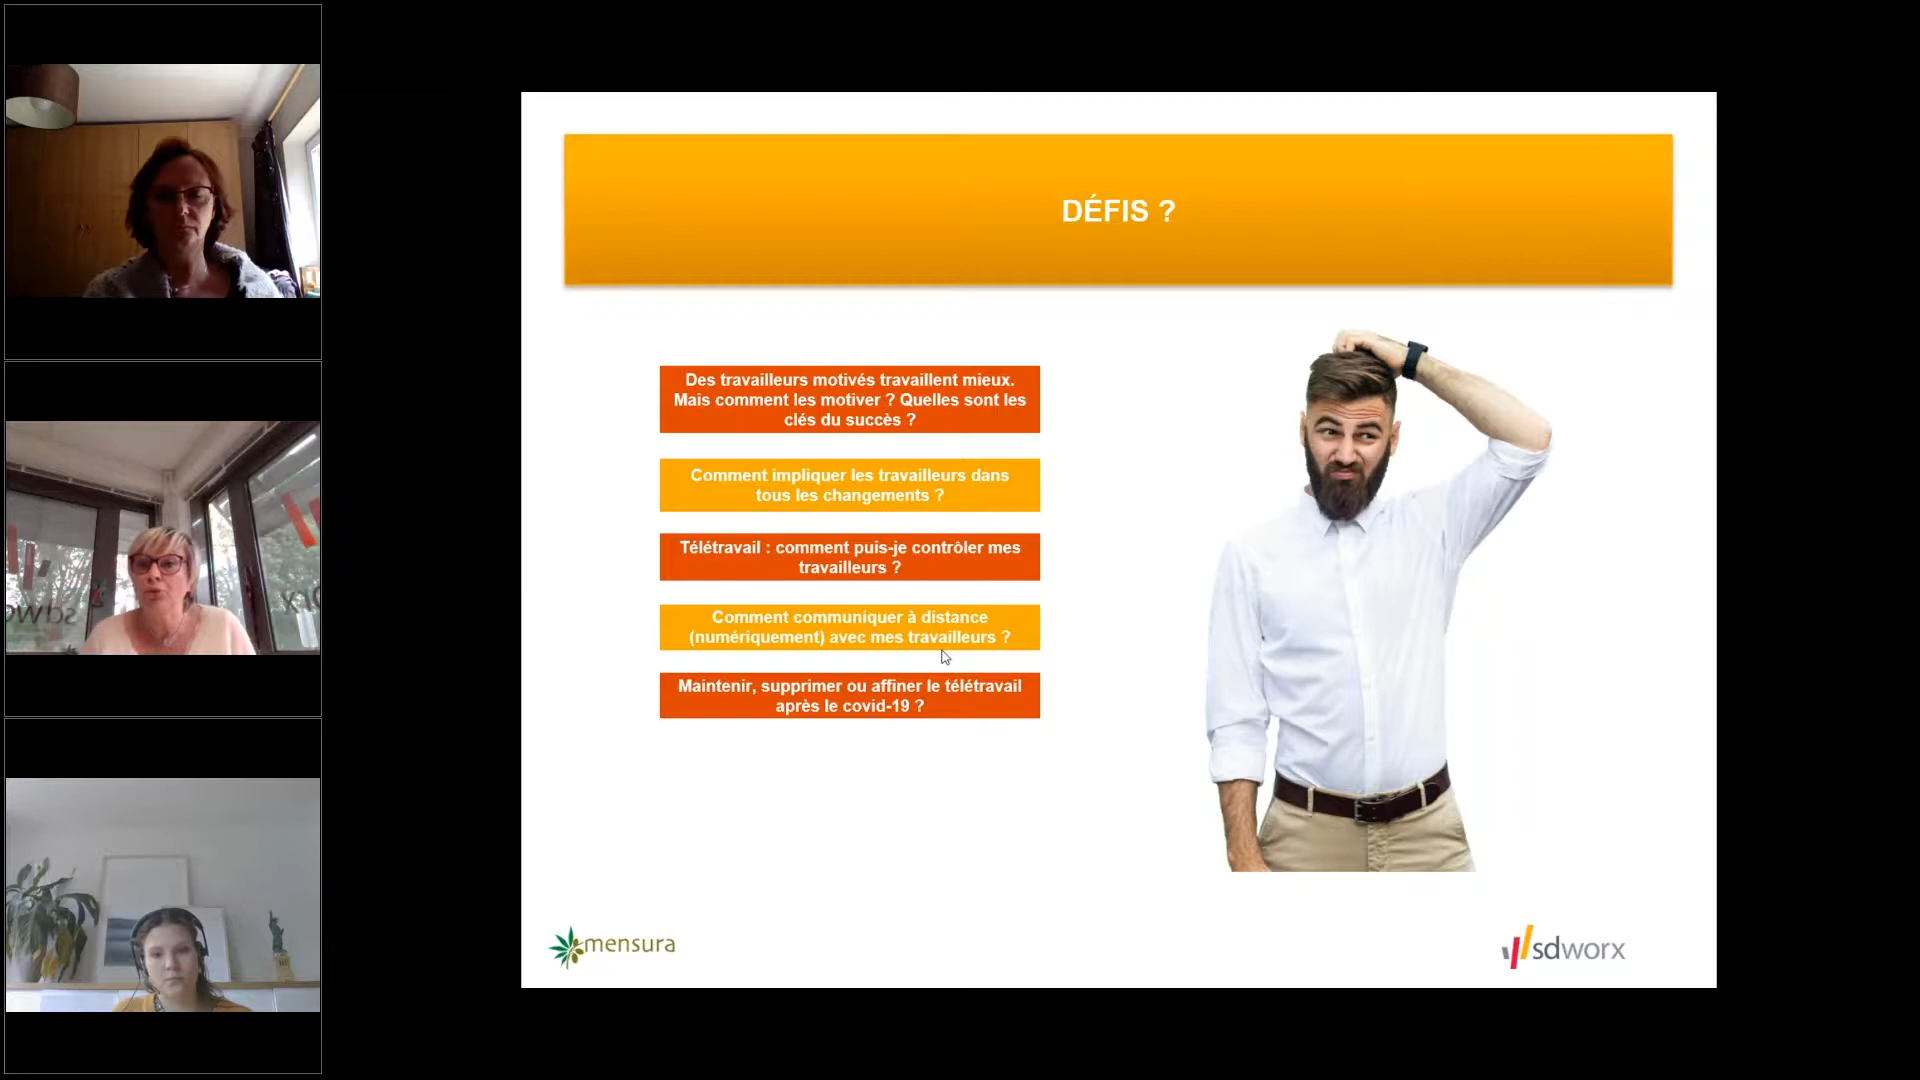 DÉFIS ?
Des travailleurs motivés travaillent mieux.
Mais comment les motiver ? Quelles sont les
clés du succès ?
Comment impliquer les travailleurs dans
tous les changements ?
Télétravail : comment puis-je contrôler mes
travailleurs ?
Comment communiquer à distance
(numériquement) avec mes travailleurs ?
Maintenir, supprimer ou affiner le télétravail
après le covid-19 ?
mensura
sdworx